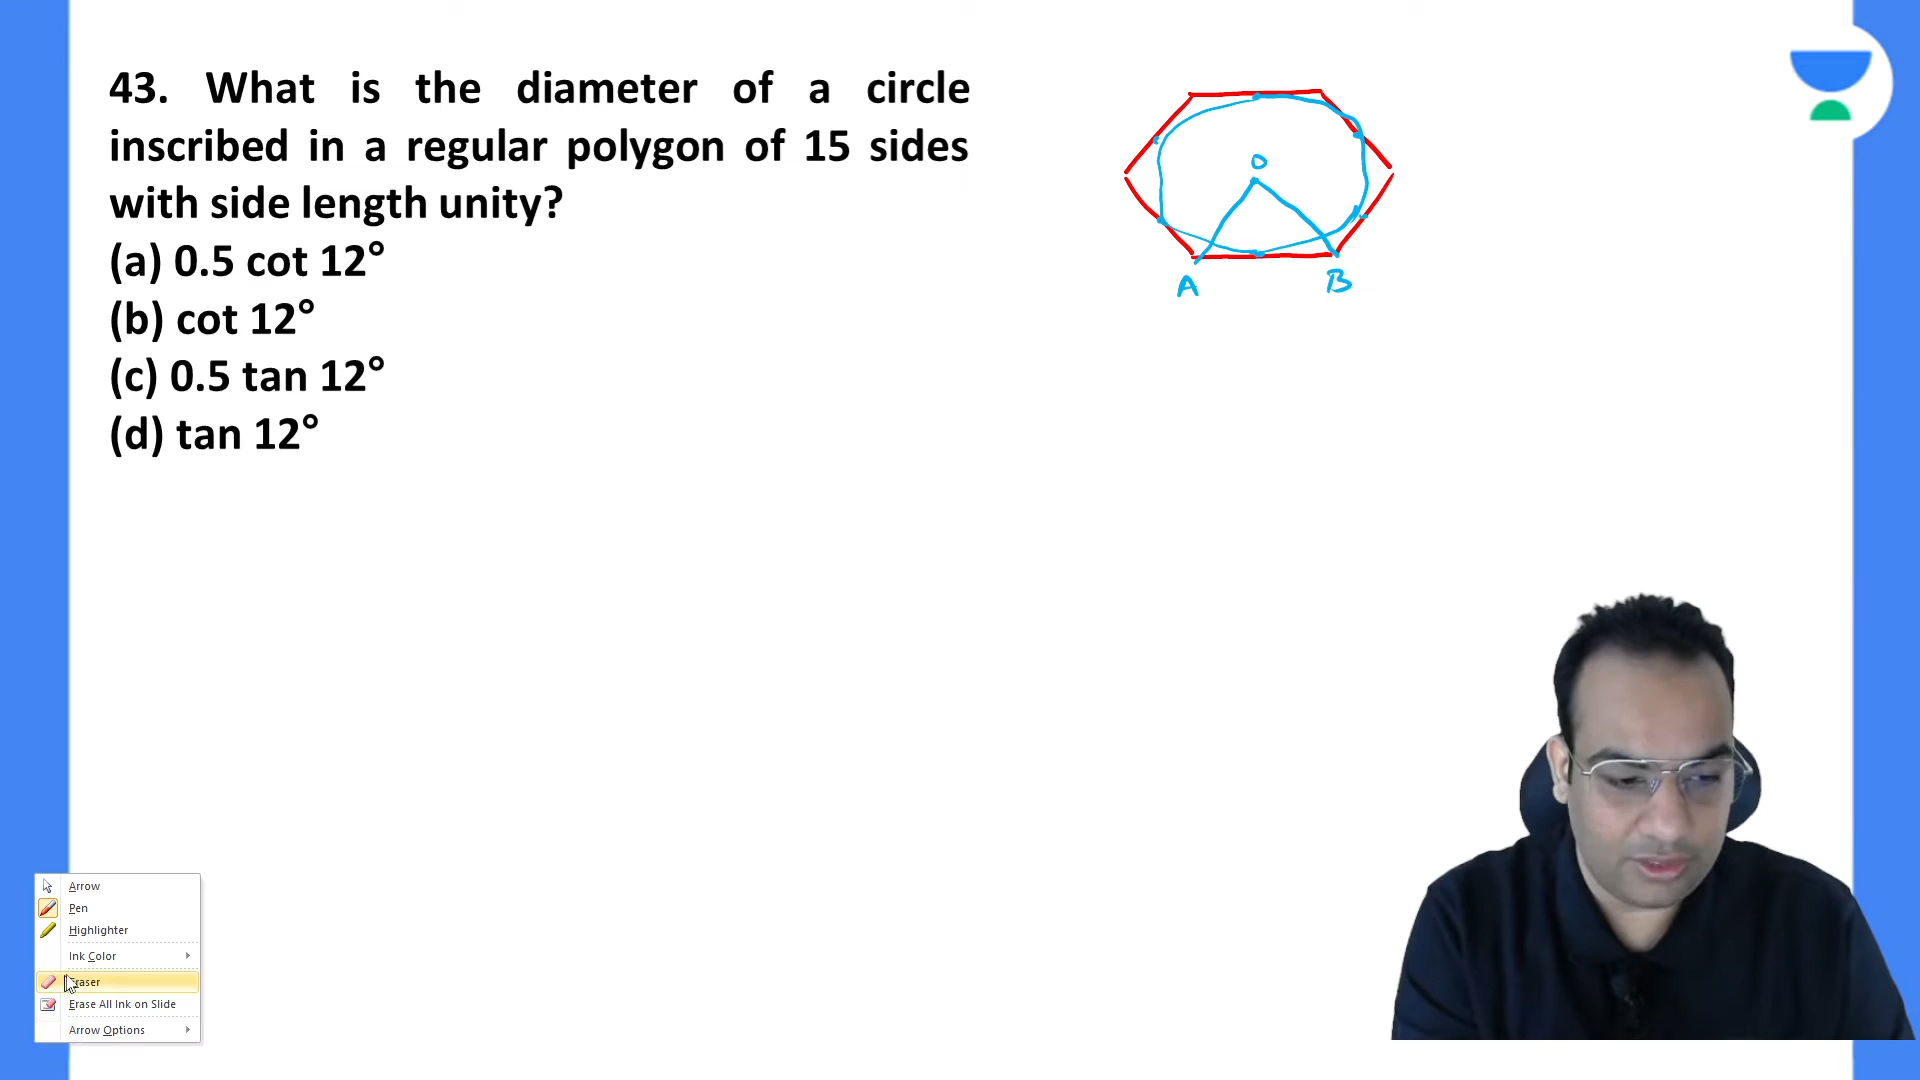 43. What is the diameter of a circle
inscribed in a regular polygon of 15 sides
with side length unity?
(a) 0.5 cot 12°
(b) cot 12°
(c) 0.5 tan 12°
(d) tan 12°
O
A
B
Arrow
Pen
Highlighter
Ink Color
Eraser
Erase All Ink on Slide
Arrow Options